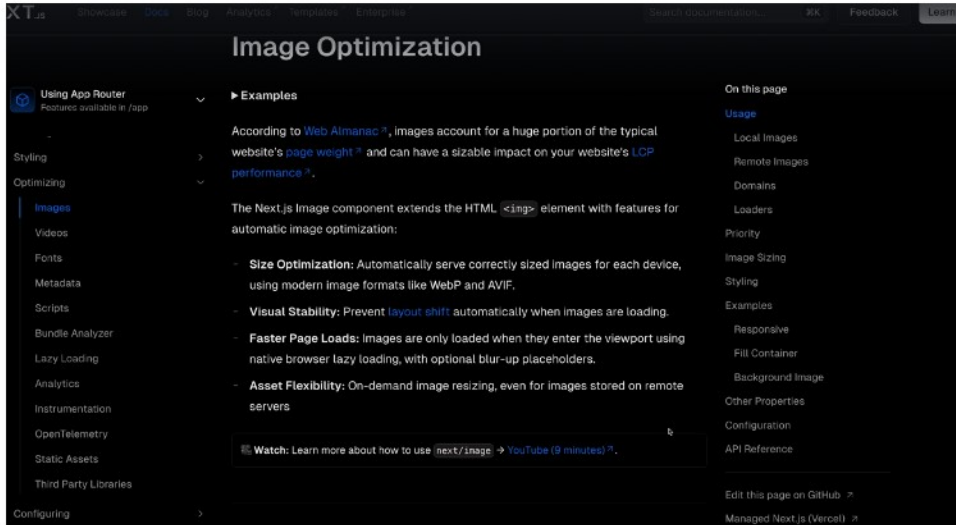 XT.JS Showcase Docs Blog Analytics Templates Enterprise Search documentation... ⌘K Feedback Learn
Image Optimization
Using App Router
Features available in /app
Styling
Optimizing
Images
Videos
Fonts
Metadata
Scripts
Bundle Analyzer
Lazy Loading
Analytics
Instrumentation
OpenTelemetry
Static Assets
Third Party Libraries
Configuring
Examples
According to Web Almanac, images account for a huge portion of the typical
website's page weight and can have a sizable impact on your website's LCP
performance.
The Next.js Image component extends the HTML <img> element with features for
automatic image optimization:
- Size Optimization: Automatically serve correctly sized images for each device,
using modern image formats like WebP and AVIF.
- Visual Stability: Prevent layout shift automatically when images are loading.
- Faster Page Loads: Images are only loaded when they enter the viewport using
native browser lazy loading, with optional blur-up placeholders.
- Asset Flexibility: On-demand image resizing, even for images stored on remote
servers
Watch: Learn more about how to use next/image → YouTube (9 minutes).
On this page
Usage
Local Images
Remote Images
Domains
Loaders
Priority
Image Sizing
Styling
Examples
Responsive
Fill Container
Background Image
Other Properties
Configuration
API Reference
Edit this page on GitHub
Managed Next.js (Vercel)